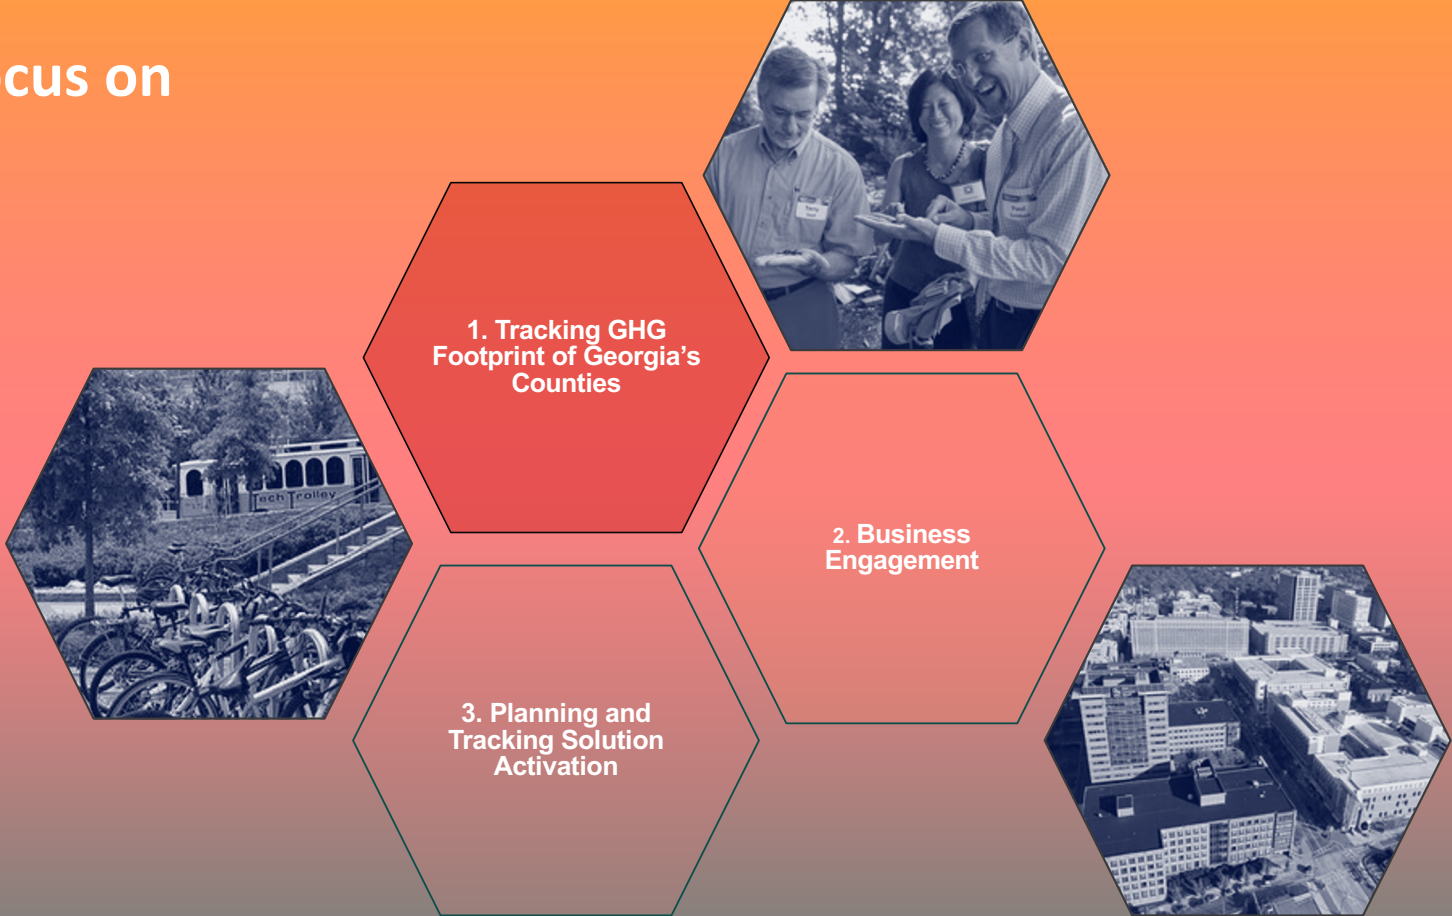 cus on
1. Tracking GHG
Footprint of Georgia's
Counties
Tech Trolley
2. Business
Engagement
3. Planning and
Tracking Solution
Activation